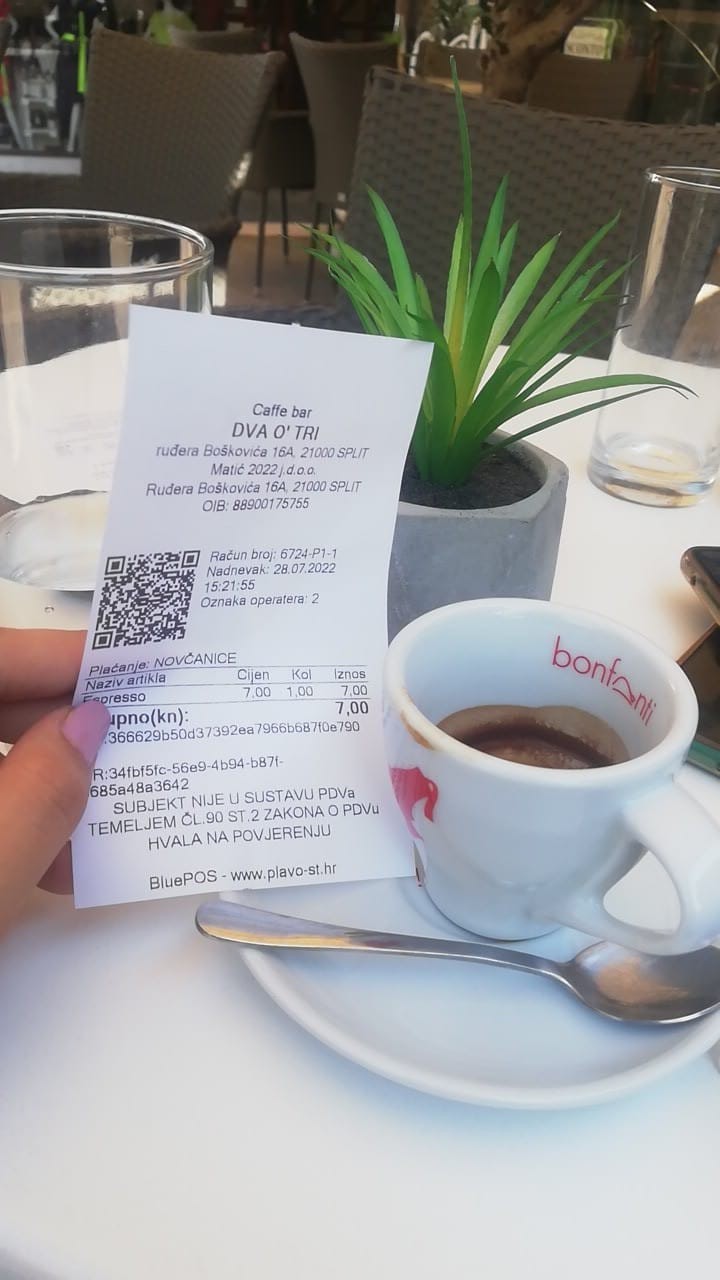 Caffe bar
DVA O' TRI
ruđera Boškovića 16A, 21000 SPLIT
Matić 2022 j.d.o.o.
Ruđera Boškovića 16A, 21000 SPLIT
OIB: 88900175755
Račun broj: 6724-P1-1
Nadnevak: 28.07.2022
15:21:55
Oznaka operatera: 2
Plaćanje: NOVČANICE
Naziv artikla Cijen Kol Iznos
Espresso 7,00 1,00 7,00
upno(kn): 7,00
366629b50d37392ea7966b687f0e790
R:34fbf5fc-56e9-4b94-b87f-
685a48a3642
SUBJEKT NIJE U SUSTAVU PDVa
TEMELJEM ČL.90 ST.2 ZAKONA O PDVu
HVALA NA POVJERENJU
BluePOS - www.plavo-st.hr
bonfanti